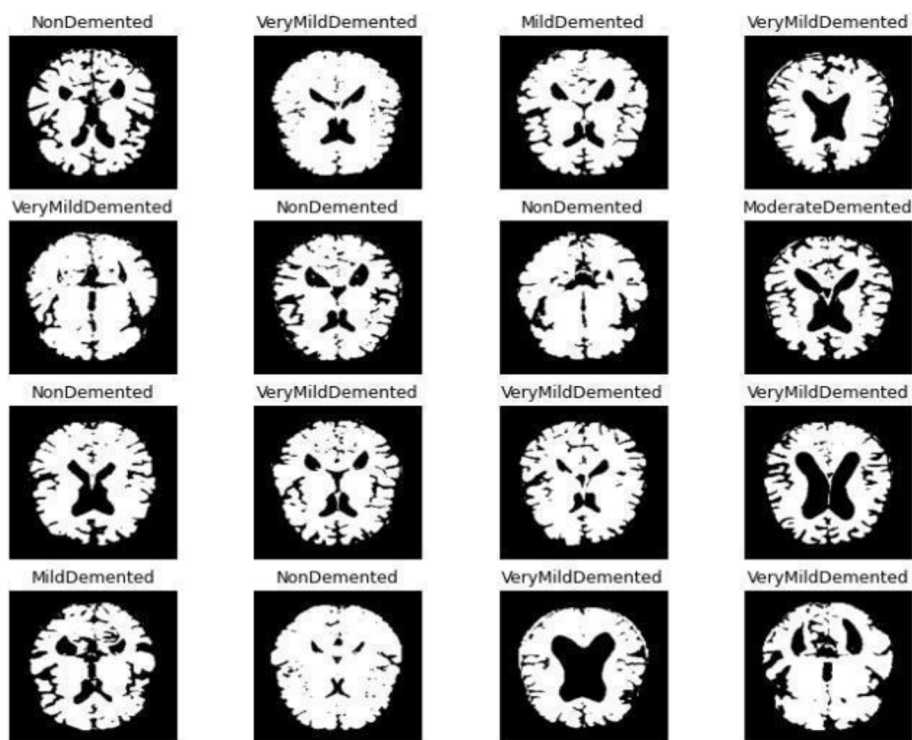 NonDemented VeryMildDemented MildDemented VeryMildDemented
VeryMildDemented NonDemented NonDemented ModerateDemented
NonDemented VeryMildDemented VeryMildDemented VeryMildDemented
MildDemented NonDemented VeryMildDemented VeryMildDemented